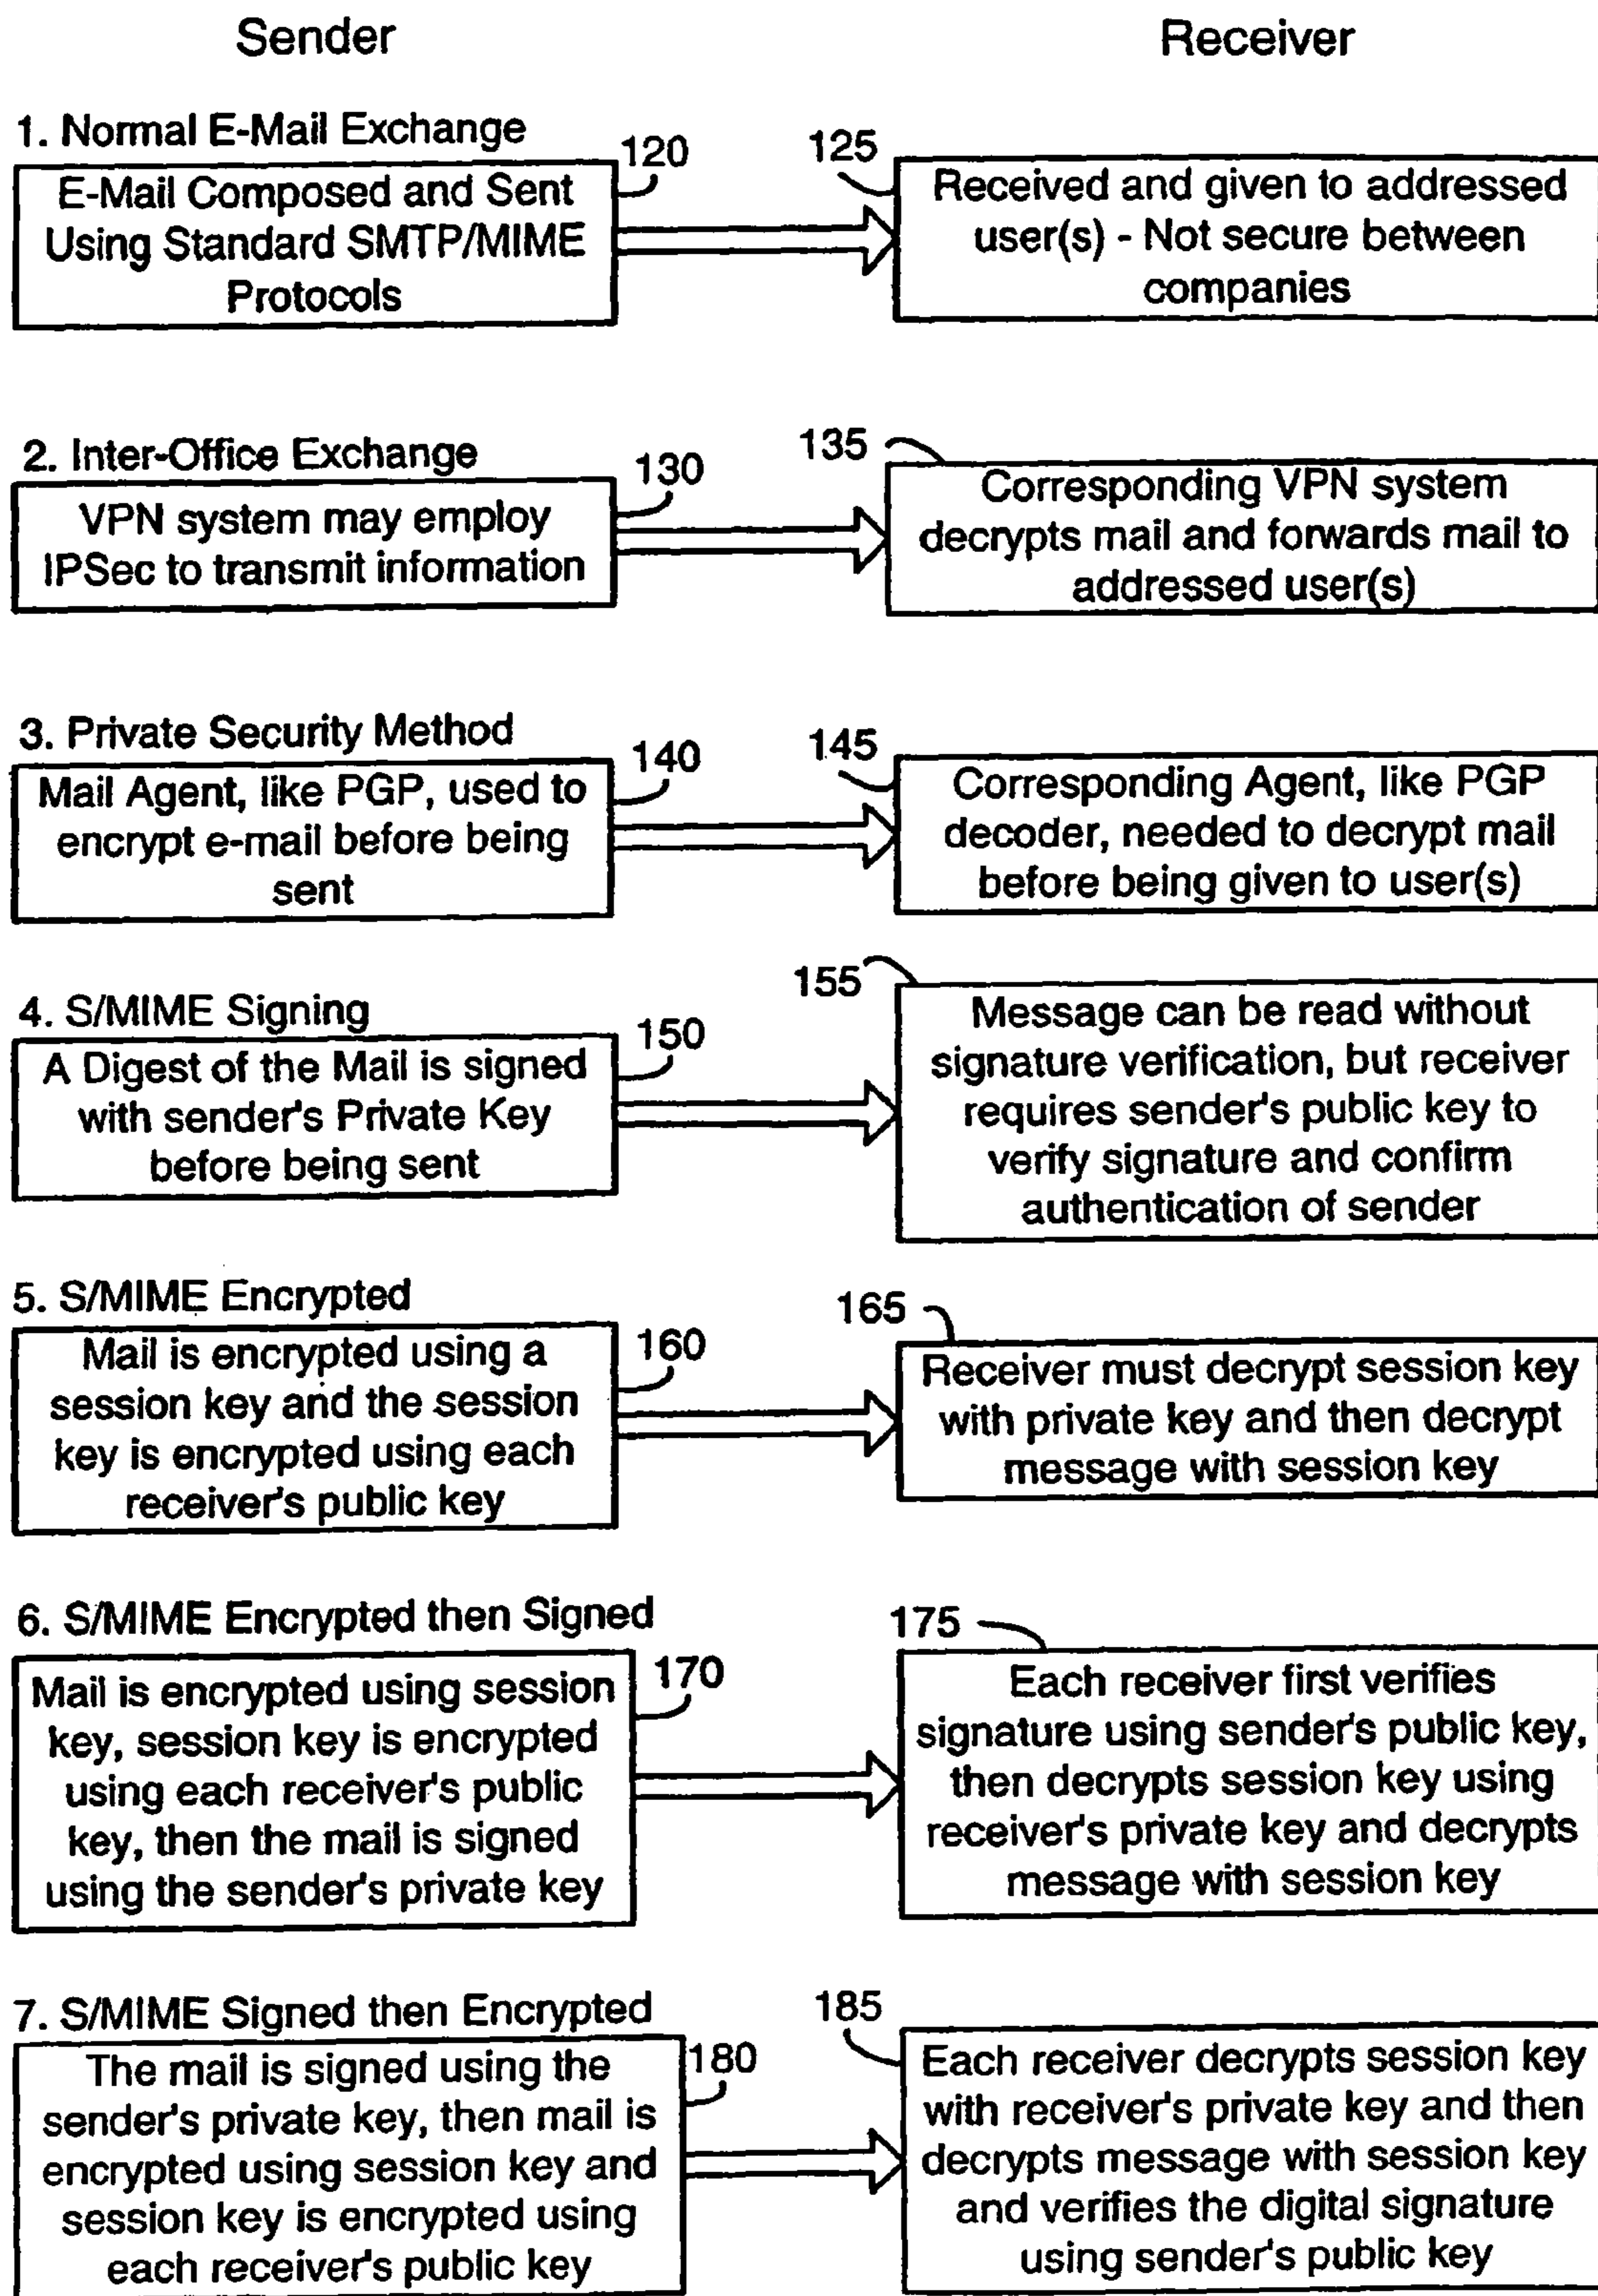 Sender
Receiver
1. Normal E-Mail Exchange
120
E-Mail Composed and Sent
Using Standard SMTP/MIME
Protocols
125
Received and given to addressed
user(s) - Not secure between
companies
2. Inter-Office Exchange
130
VPN system may employ
IPSec to transmit information
135
Corresponding VPN system
decrypts mail and forwards mail to
addressed user(s)
3. Private Security Method
140
Mail Agent, like PGP, used to
encrypt e-mail before being
sent
145
Corresponding Agent, like PGP
decoder, needed to decrypt mail
before being given to user(s)
4. S/MIME Signing
150
A Digest of the Mail is signed
with sender's Private Key
before being sent
155
Message can be read without
signature verification, but receiver
requires sender's public key to
verify signature and confirm
authentication of sender
5. S/MIME Encrypted
160
Mail is encrypted using a
session key and the session
key is encrypted using each
receiver's public key
165
Receiver must decrypt session key
with private key and then decrypt
message with session key
6. S/MIME Encrypted then Signed
170
Mail is encrypted using session
key, session key is encrypted
using each receiver's public
key, then the mail is signed
using the sender's private key
175
Each receiver first verifies
signature using sender's public key,
then decrypts session key using
receiver's private key and decrypts
message with session key
7. S/MIME Signed then Encrypted
180
The mail is signed using the
sender's private key, then mail is
encrypted using session key and
session key is encrypted using
each receiver's public key
185
Each receiver decrypts session key
with receiver's private key and then
decrypts message with session key
and verifies the digital signature
using sender's public key